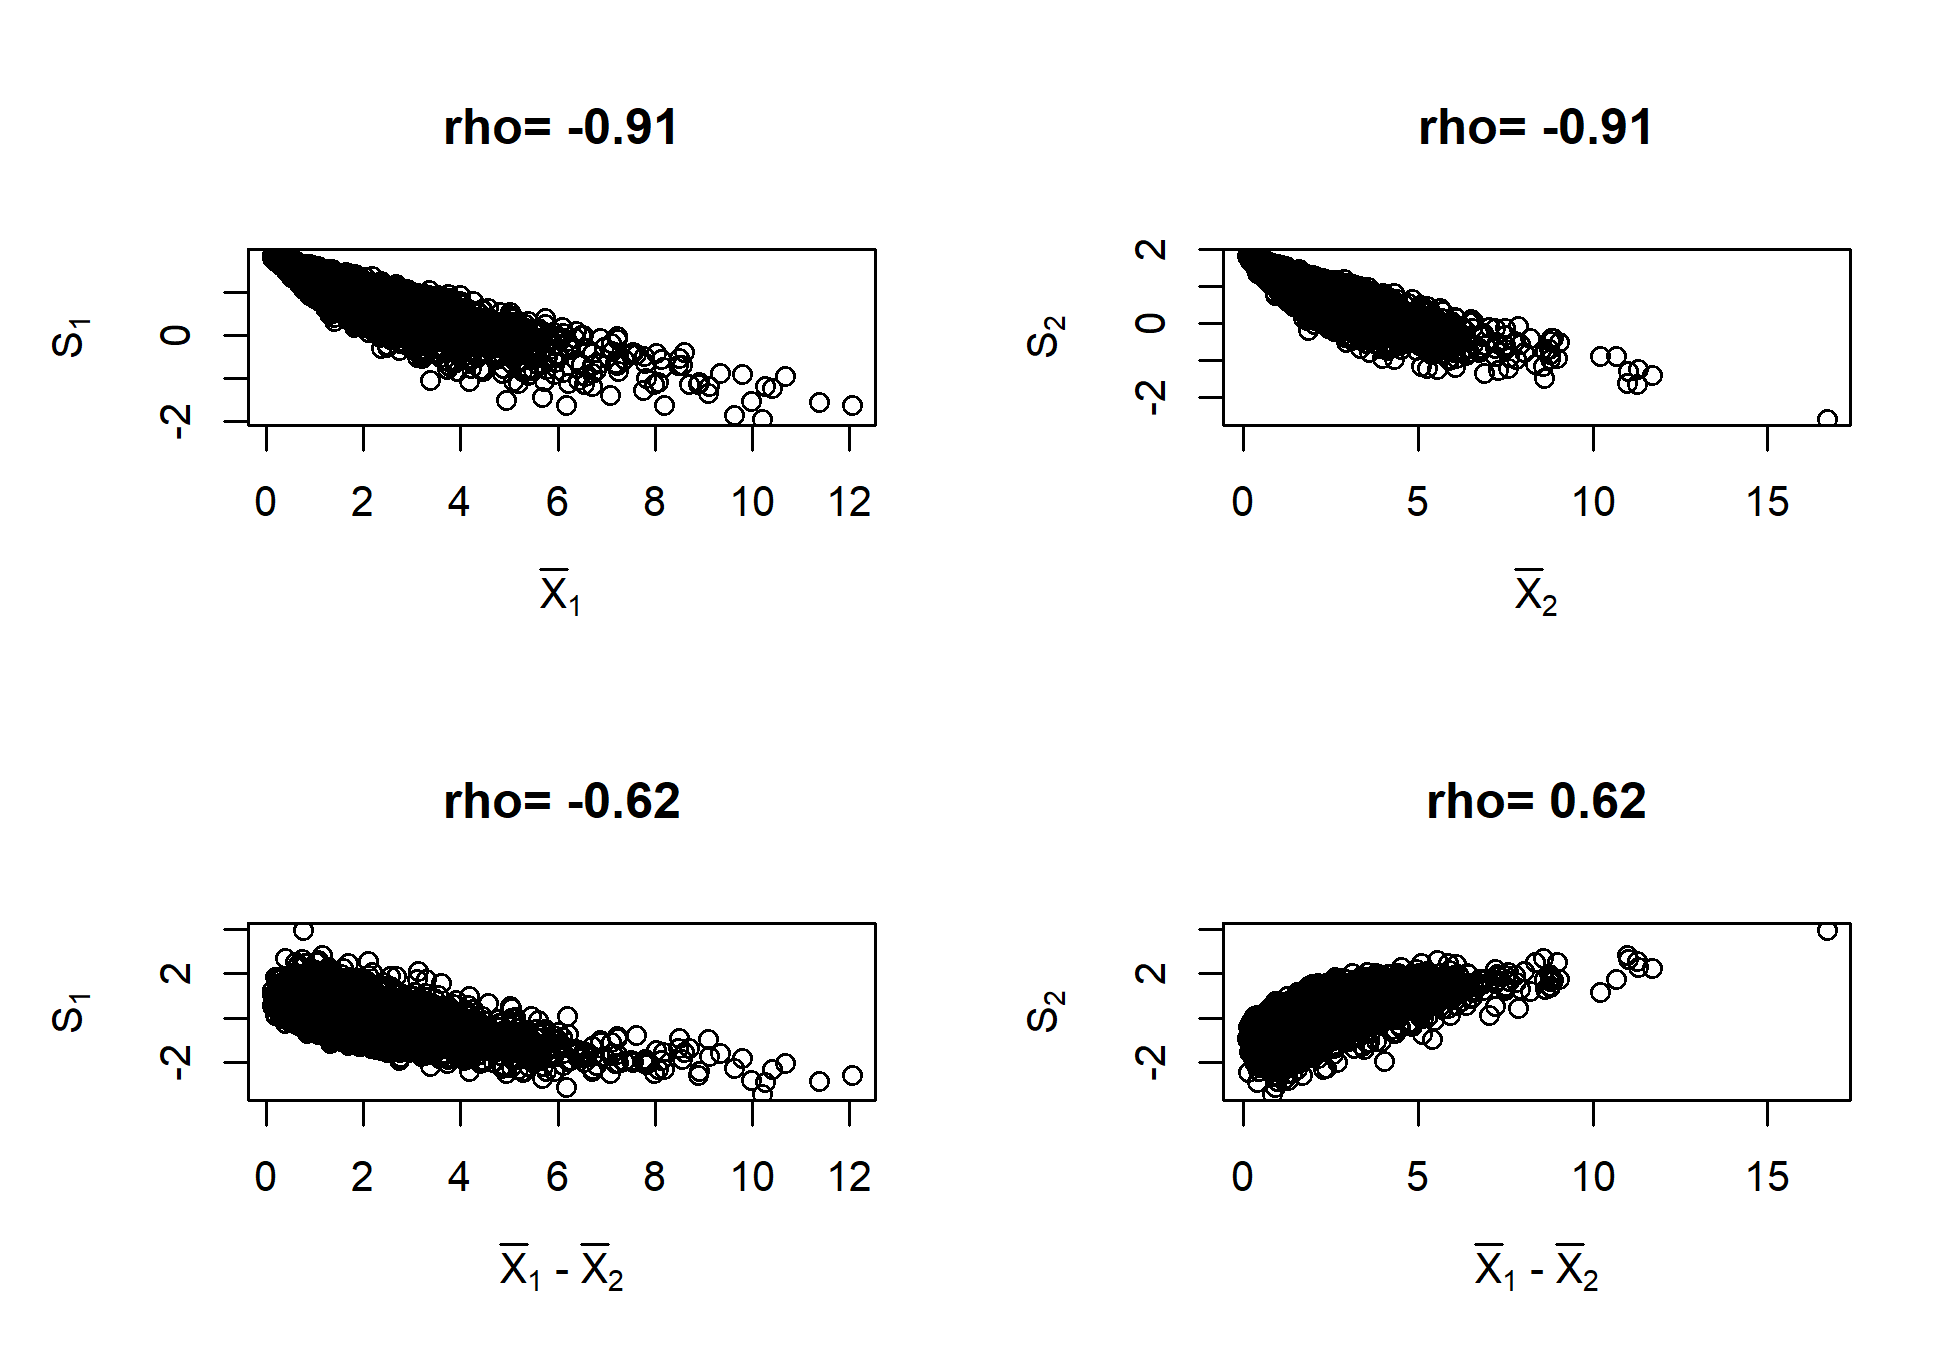 rho= -0.91
S₁
-2 0
0 2 4 6 8 10 12
X̅₁
rho= -0.91
S₂
-2 0 2
0 5 10 15
X̅₂
rho= -0.62
S₁
-2 2
0 2 4 6 8 10 12
X̅₁ - X̅₂
rho= 0.62
S₂
-2 2
0 5 10 15
X̅₁ - X̅₂